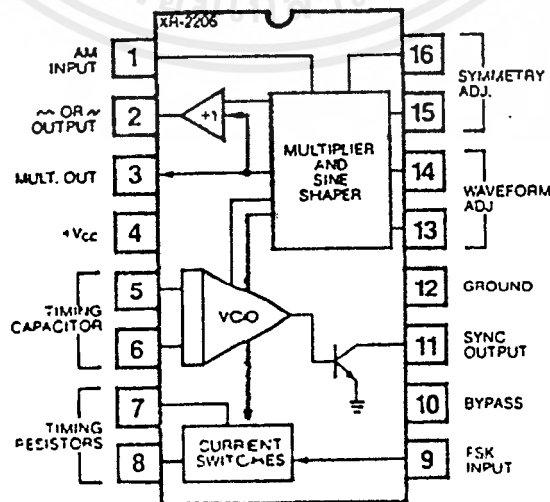 XR-2206
AM
INPUT
1
OR
OUTPUT
2
+1
MULT. OUT
3
+VCC
4
TIMING
CAPACITOR
5
6
TIMING
RESISTORS
7
8
MULTIPLIER
AND
SINE
SHAPER
VCO
CURRENT
SWITCHES
16
SYMMETRY
ADJ.
15
14
WAVEFORM
ADJ
13
12
GROUND
11
SYNC
OUTPUT
10
BYPASS
9
FSK
INPUT